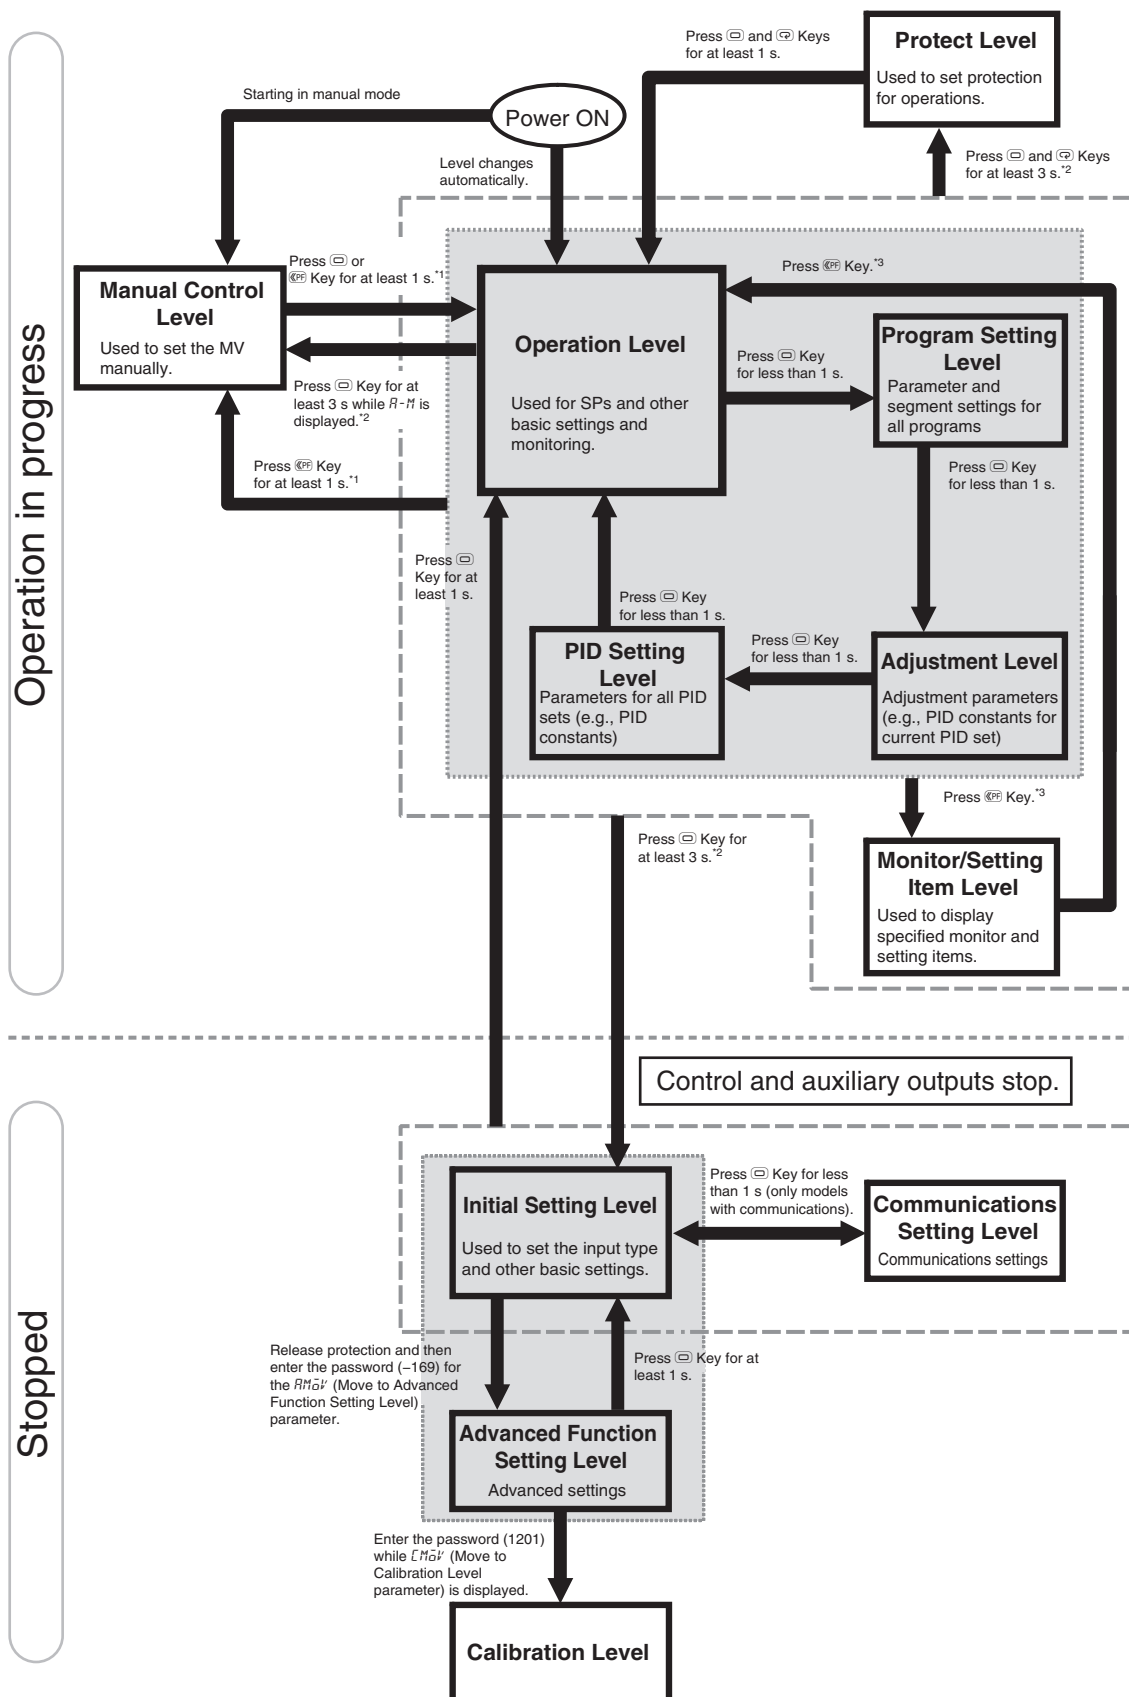 Operation in progress
Press and Keys
for at least 1 s.
Protect Level
Used to set protection
for operations.
Starting in manual mode
Power ON
Level changes
automatically.
Press and Keys
for at least 3 s.*2
Press or
PF Key for at least 1 s.*1
Press PF Key.*3
Manual Control
Level
Used to set the MV
manually.
Operation Level
Used for SPs and other
basic settings and
monitoring.
Press Key
for less than 1 s.
Program Setting
Level
Parameter and
segment settings for
all programs
Press Key for at
least 3 s while A-M is
displayed.*2
Press PF Key
for at least 1 s.*1
Press Key
for less than 1 s.
Press
Key for at
least 1 s.
Press Key
for less than 1 s.
Press Key
for less than 1 s.
PID Setting
Level
Parameters for all PID
sets (e.g., PID
constants)
Adjustment Level
Adjustment parameters
(e.g., PID constants for
current PID set)
Press PF Key.*3
Press Key for
at least 3 s.*2
Monitor/Setting
Item Level
Used to display
specified monitor and
setting items.
Control and auxiliary outputs stop.
Stopped
Initial Setting Level
Used to set the input type
and other basic settings.
Press Key for less
than 1 s (only models
with communications).
Communications
Setting Level
Communications settings
Release protection and then
enter the password (−169) for
the AMoV (Move to Advanced
Function Setting Level)
parameter.
Press Key for at
least 1 s.
Advanced Function
Setting Level
Advanced settings
Enter the password (1201)
while CMoV (Move to
Calibration Level
parameter) is displayed.
Calibration Level